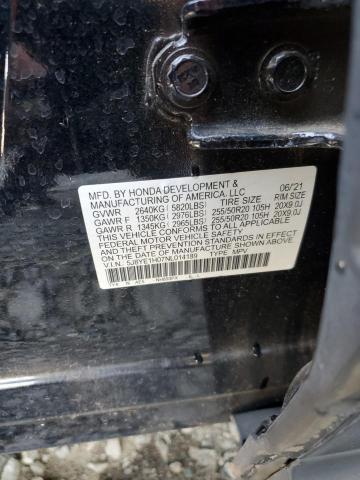 MFD. BY HONDA DEVELOPMENT & 06/21
MANUFACTURING OF AMERICA, LLC
GVWR 2640KG( 5820LBS) TIRE SIZE RIM SIZE
GAWR F 1350KG( 2976LBS) 255/50R20 105H 20X9.0J
GAWR R 1345KG( 2965LBS) 255/50R20 105H 20X9.0J
THIS VEHICLE CONFORMS TO ALL APPLICABLE
FEDERAL MOTOR VEHICLE SAFETY
AND THEFT PREVENTION STANDARDS IN EFFECT
ON THE DATE OF MANUFACTURE SHOWN ABOVE.
V.I.N.: 5J8YE1H07NL014189 TYPE: MPV